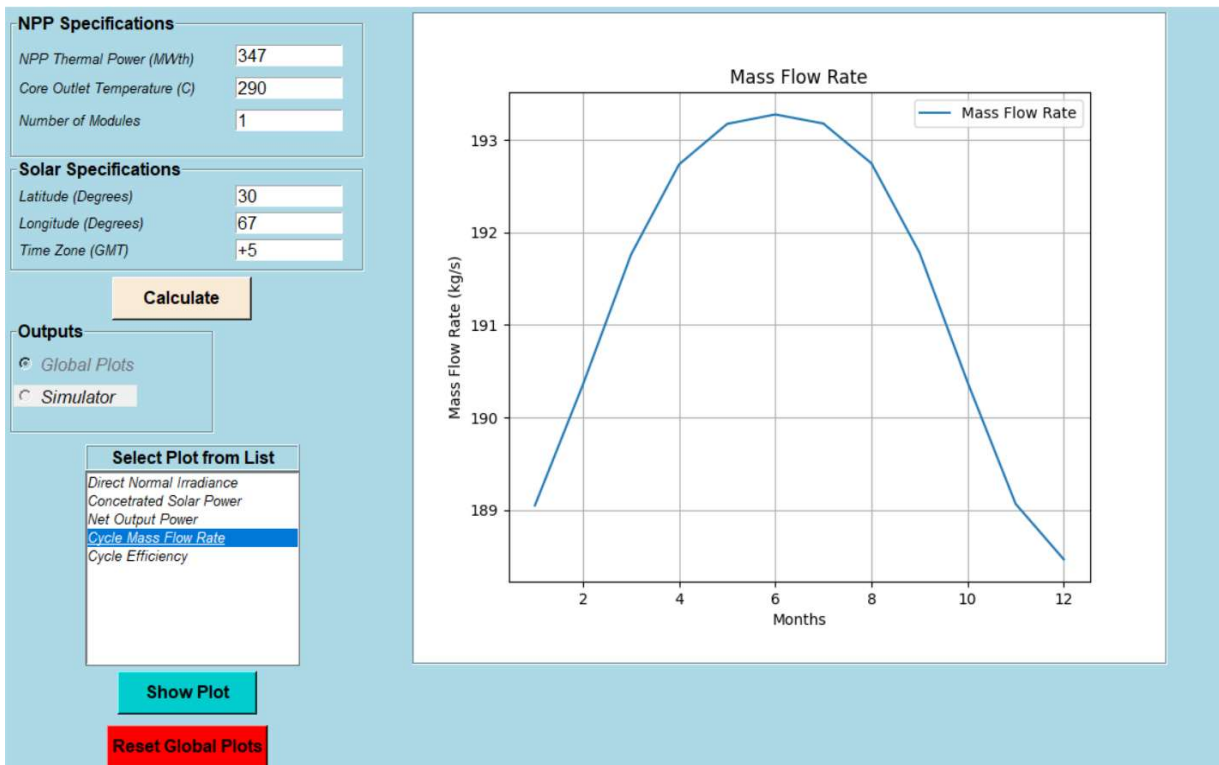 NPP Specifications
NPP Thermal Power (MWth) 347
Core Outlet Temperature (C) 290
Number of Modules 1
Solar Specifications
Latitude (Degrees) 30
Longitude (Degrees) 67
Time Zone (GMT) +5
Calculate
Outputs
Global Plots
Simulator
Select Plot from List
Direct Normal Irradiance
Concetrated Solar Power
Net Output Power
Cycle Mass Flow Rate
Cycle Efficiency
Show Plot
Reset Global Plots
Mass Flow Rate
Mass Flow Rate
Mass Flow Rate (kg/s)
193
192
191
190
189
2 4 6 8 10 12
Months